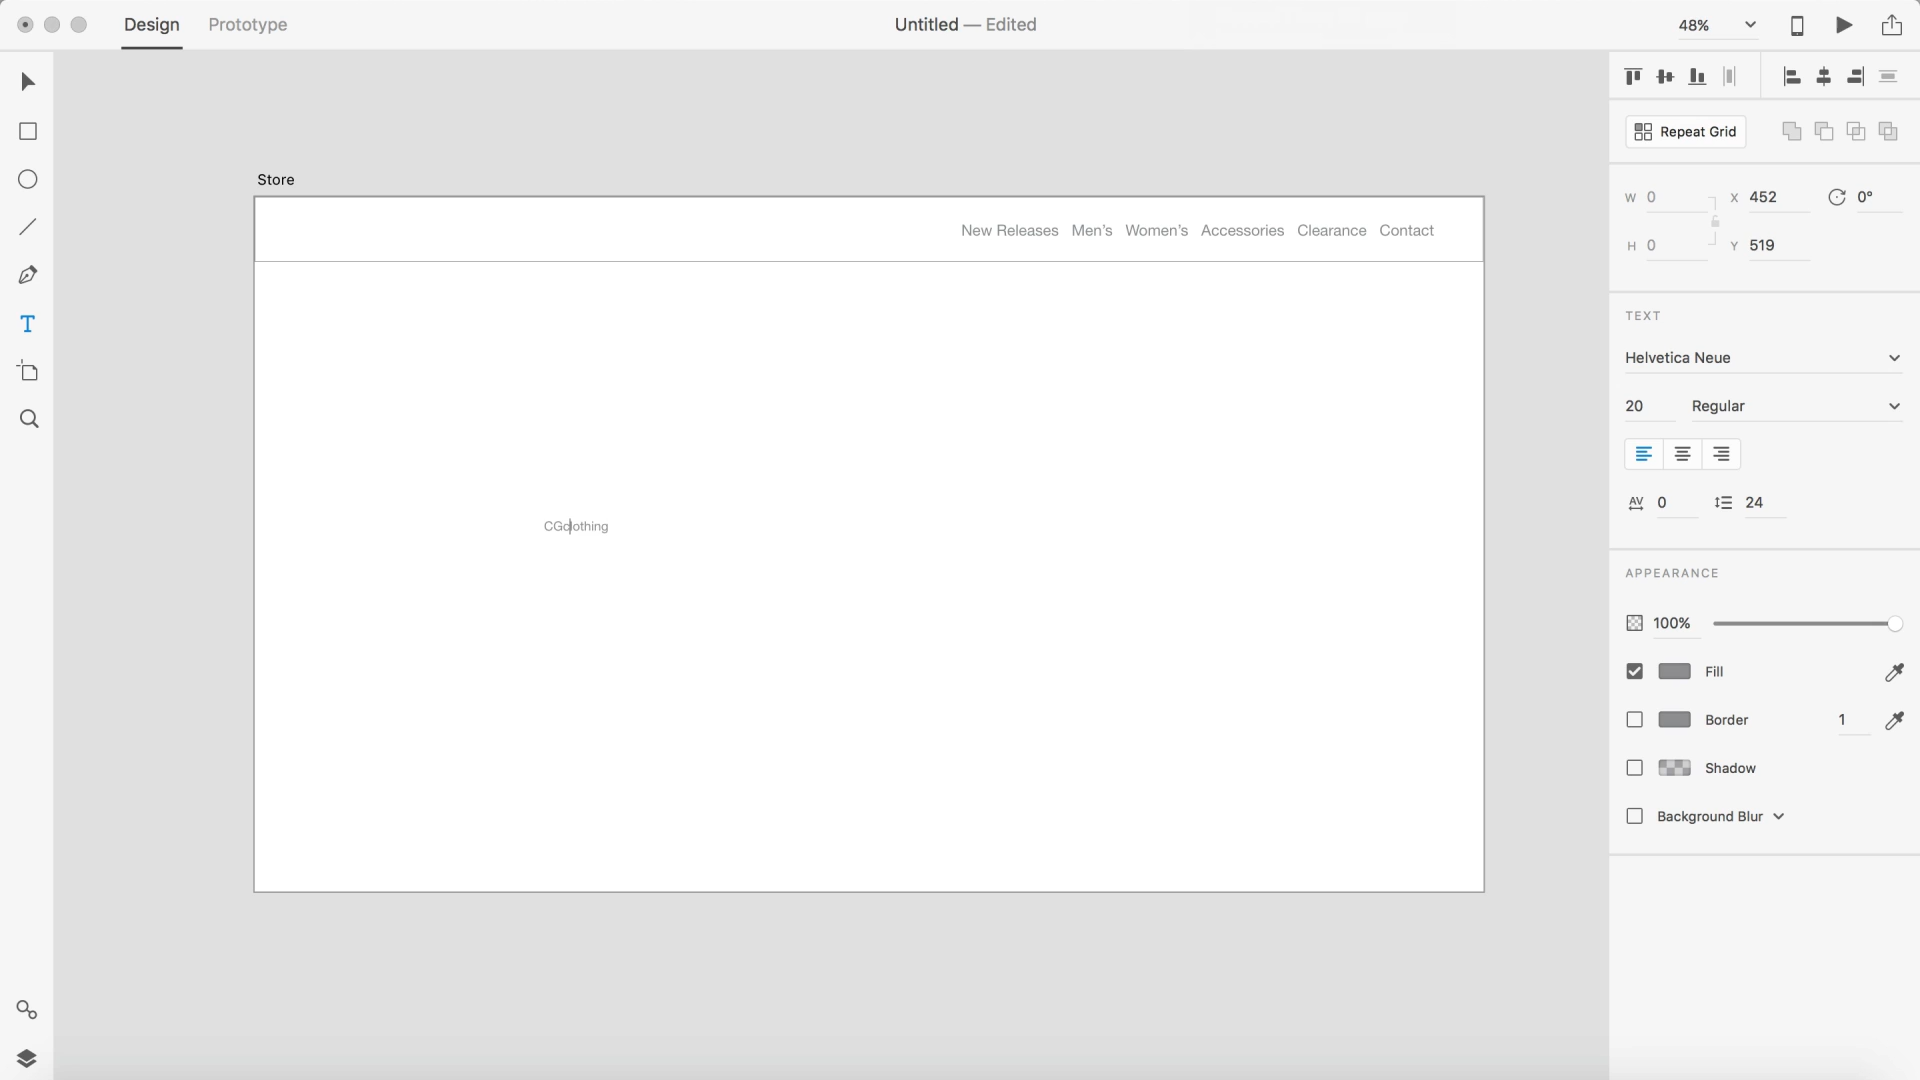 Design Prototype Untitled — Edited 48%
Repeat Grid
W 0 X 452 0°
H 0 Y 519
TEXT
Helvetica Neue
20 Regular
AV 0 24
APPEARANCE
100%
Fill
Border 1
Shadow
Background Blur
Store
New Releases Men's Women's Accessories Clearance Contact
CGclothing